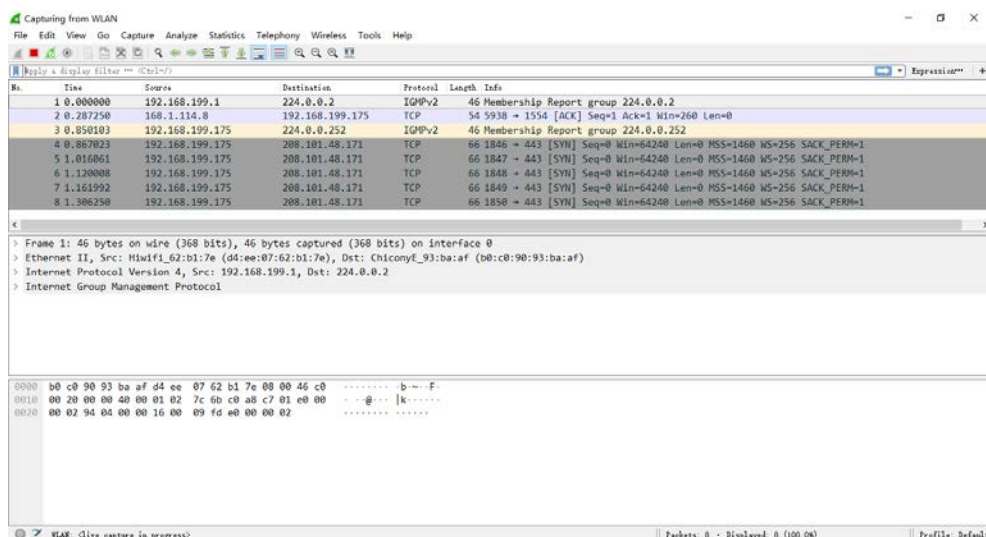 Capturing from WLAN
File Edit View Go Capture Analyze Statistics Telephony Wireless Tools Help
Apply a display filter ... <Ctrl-/> Expression... +
No. Time Source Destination Protocol Length Info
1 0.000000 192.168.199.1 224.0.0.2 IGMPv2 46 Membership Report group 224.0.0.2
2 0.287250 168.1.114.8 192.168.199.175 TCP 54 5938 → 1554 [ACK] Seq=1 Ack=1 Win=260 Len=0
3 0.850103 192.168.199.175 224.0.0.252 IGMPv2 46 Membership Report group 224.0.0.252
4 0.867023 192.168.199.175 208.101.48.171 TCP 66 1846 → 443 [SYN] Seq=0 Win=64240 Len=0 MSS=1460 WS=256 SACK_PERM=1
5 1.016061 192.168.199.175 208.101.48.171 TCP 66 1847 → 443 [SYN] Seq=0 Win=64240 Len=0 MSS=1460 WS=256 SACK_PERM=1
6 1.120008 192.168.199.175 208.101.48.171 TCP 66 1848 → 443 [SYN] Seq=0 Win=64240 Len=0 MSS=1460 WS=256 SACK_PERM=1
7 1.161992 192.168.199.175 208.101.48.171 TCP 66 1849 → 443 [SYN] Seq=0 Win=64240 Len=0 MSS=1460 WS=256 SACK_PERM=1
8 1.306250 192.168.199.175 208.101.48.171 TCP 66 1850 → 443 [SYN] Seq=0 Win=64240 Len=0 MSS=1460 WS=256 SACK_PERM=1
> Frame 1: 46 bytes on wire (368 bits), 46 bytes captured (368 bits) on interface 0
> Ethernet II, Src: Hiwifi_62:b1:7e (d4:ee:07:62:b1:7e), Dst: ChiconyE_93:ba:af (b0:c0:90:93:ba:af)
> Internet Protocol Version 4, Src: 192.168.199.1, Dst: 224.0.0.2
> Internet Group Management Protocol
0000 b0 c0 90 93 ba af d4 ee 07 62 b1 7e 08 00 46 c0 ········ ·b·~··F·
0010 00 20 00 00 40 00 01 02 7c 6b c0 a8 c7 01 e0 00 · ··@··· |k······
0020 00 02 94 04 00 00 16 00 09 fd e0 00 00 02 ········ ······
WLAN: <live capture in progress> Packets: 8 · Displayed: 8 (100.0%) Profile: Default